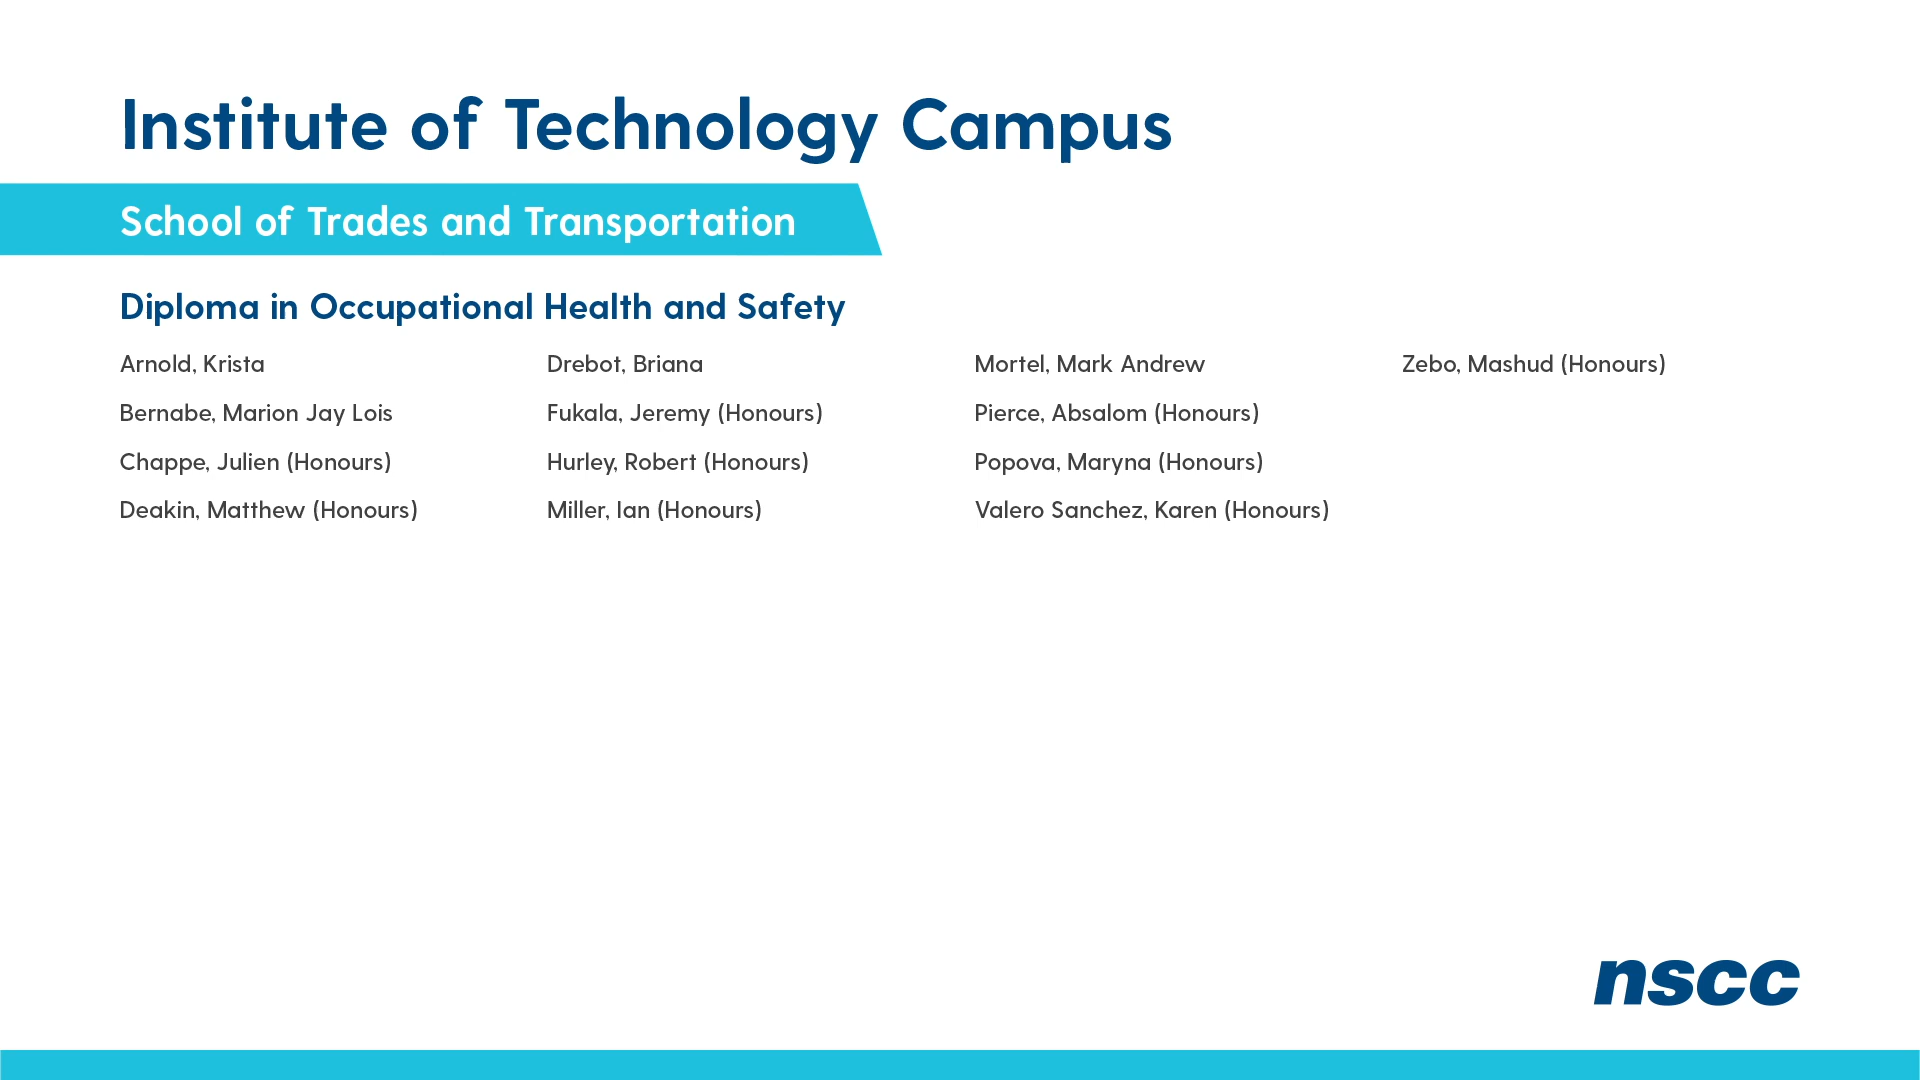 Institute of Technology Campus
School of Trades and Transportation
Diploma in Occupational Health and Safety
Arnold, Krista
Bernabe, Marion Jay Lois
Chappe, Julien (Honours)
Deakin, Matthew (Honours)
Drebot, Briana
Fukala, Jeremy (Honours)
Hurley, Robert (Honours)
Miller, Ian (Honours)
Mortel, Mark Andrew
Pierce, Absalom (Honours)
Popova, Maryna (Honours)
Valero Sanchez, Karen (Honours)
Zebo, Mashud (Honours)
nscc